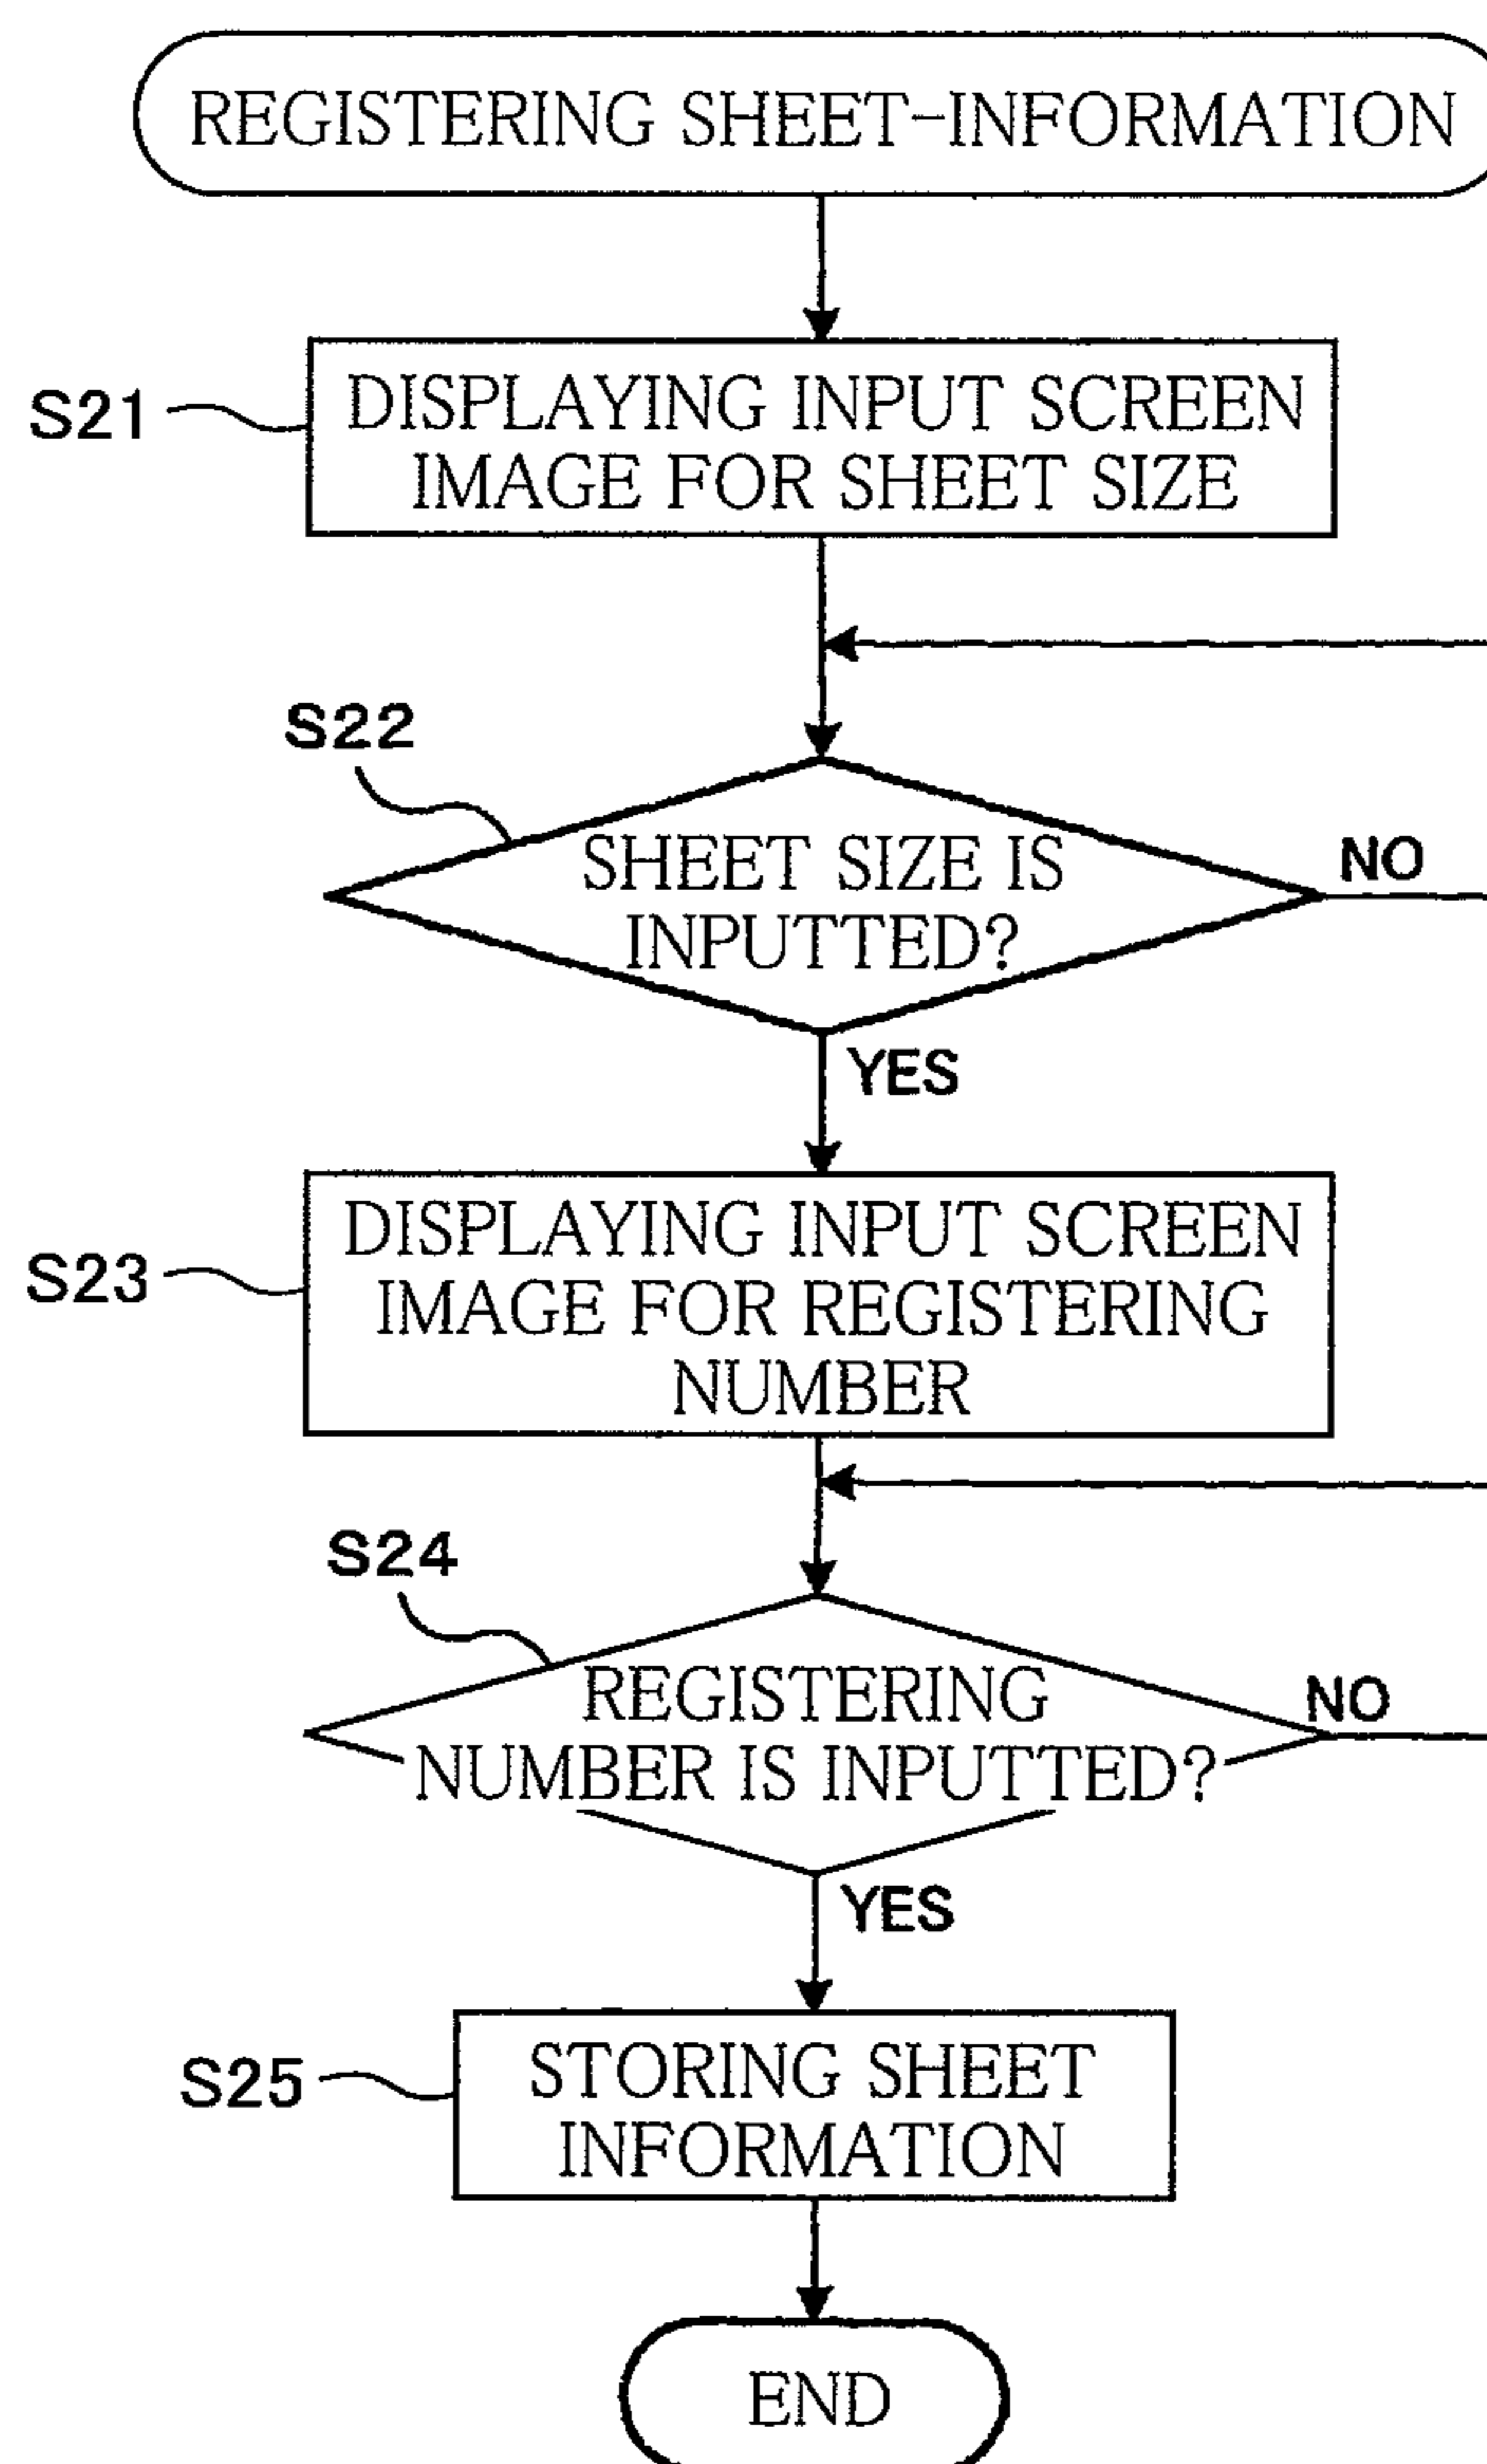 REGISTERING SHEET-INFORMATION
S21
DISPLAYING INPUT SCREEN
IMAGE FOR SHEET SIZE
S22
SHEET SIZE IS
INPUTTED?
NO
YES
S23
DISPLAYING INPUT SCREEN
IMAGE FOR REGISTERING
NUMBER
S24
REGISTERING
NUMBER IS INPUTTED?
NO
YES
S25
STORING SHEET
INFORMATION
END